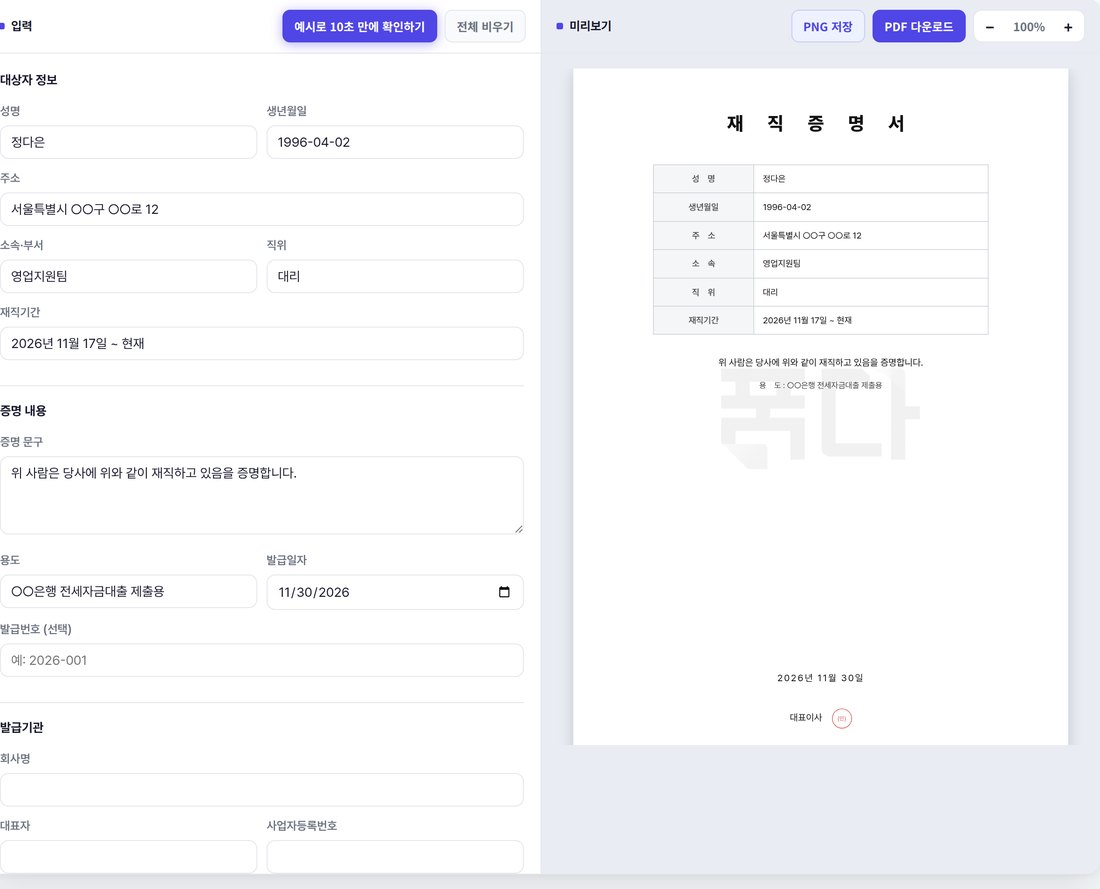 입력
예시로 10초 만에 확인하기
전체 비우기
대상자 정보
성명
생년월일
정다은
1996-04-02
주소
서울특별시 〇〇구 〇〇로 12
소속·부서
직위
영업지원팀
대리
재직기간
2026년 11월 17일 ~ 현재
증명 내용
증명 문구
위 사람은 당사에 위와 같이 재직하고 있음을 증명합니다.
용도
발급일자
〇〇은행 전세자금대출 제출용
11/30/2026
발급번호 (선택)
예: 2026-001
발급기관
회사명
대표자
사업자등록번호
미리보기
PNG 저장
PDF 다운로드
− 100% +
재 직 증 명 서
성 명 정다은
생년월일 1996-04-02
주 소 서울특별시 〇〇구 〇〇로 12
소 속 영업지원팀
직 위 대리
재직기간 2026년 11월 17일 ~ 현재
위 사람은 당사에 위와 같이 재직하고 있음을 증명합니다.
용 도 : 〇〇은행 전세자금대출 제출용
2026년 11월 30일
대표이사 (인)